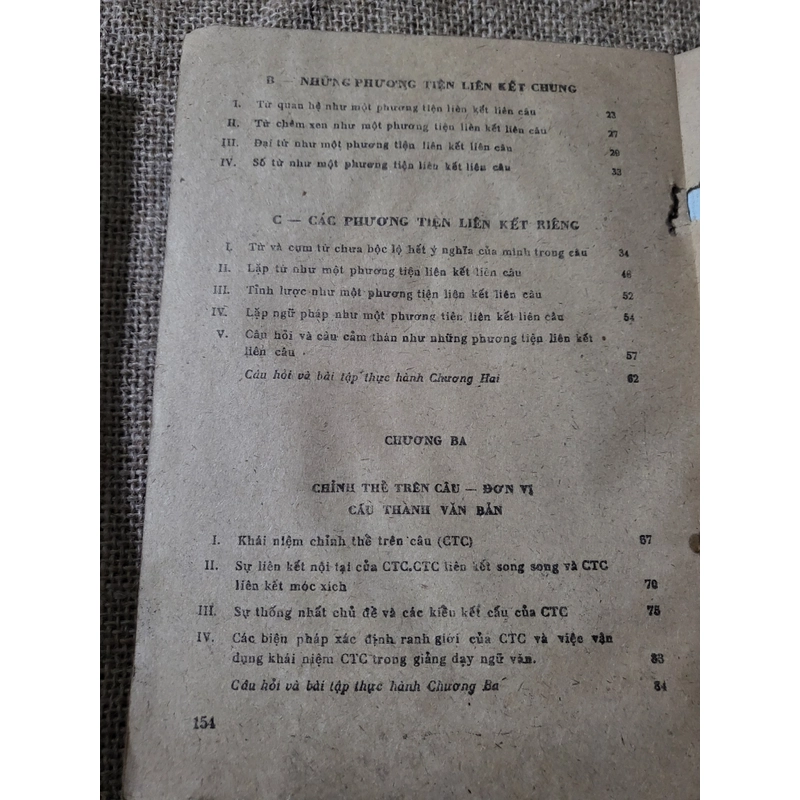 B — NHỮNG PHƯƠNG TIỆN LIÊN KẾT CHUNG
I. Từ quan hệ như một phương tiện liên kết liên câu 23
II. Từ chêm xen như một phương tiện liên kết liên câu 27
III. Đại từ như một phương tiện liên kết liên câu 29
IV. Số từ như một phương tiện liên kết liên câu 33
C — CÁC PHƯƠNG TIỆN LIÊN KẾT RIÊNG
I. Từ và cụm từ chưa bộc lộ hết ý nghĩa của mình trong câu 34
II. Lặp từ như một phương tiện liên kết liên câu 46
III. Tỉnh lược như một phương tiện liên kết liên câu 52
IV. Lặp ngữ pháp như một phương tiện liên kết liên câu 54
V. Câu hỏi và câu cảm thán như những phương tiện liên kết
liên câu 57
Câu hỏi và bài tập thực hành Chương Hai 62
CHƯƠNG BA
CHỈNH THỂ TRÊN CÂU — ĐƠN VỊ
CẤU THÀNH VĂN BẢN
I. Khái niệm chỉnh thể trên câu (CTC) 67
II. Sự liên kết nội tại của CTC.CTC liên kết song song và CTC
liên kết móc xích 70
III. Sự thống nhất chủ đề và các kiểu kết cấu của CTC 75
IV. Các biện pháp xác định ranh giới của CTC và việc vận
dụng khái niệm CTC trong giảng dạy ngữ văn. 83
Câu hỏi và bài tập thực hành Chương Ba 84
154